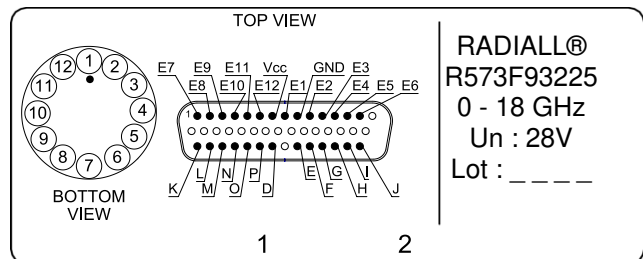 TOP VIEW
E7 E9 E11 Vcc GND E3
E8 E10 E12 E1 E2 E4 E5 E6
1
K L M N O P D E F G H I J
12 1 2
11 3
10 4
9 5
8 7 6
BOTTOM
VIEW
1 2
RADIALL®
R573F93225
0 - 18 GHz
Un : 28V
Lot : _ _ _ _